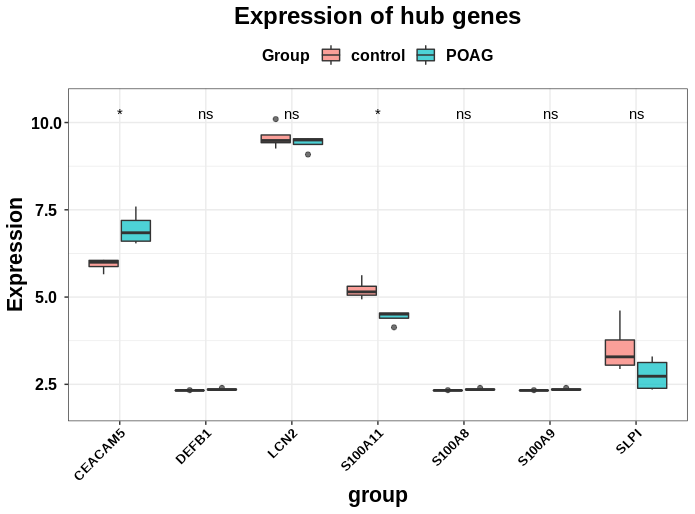 Expression of hub genes
Group control POAG
* ns ns * ns ns ns
10.0
7.5
5.0
2.5
Expression
CEACAM5 DEFB1 LCN2 S100A11 S100A8 S100A9 SLPI
group